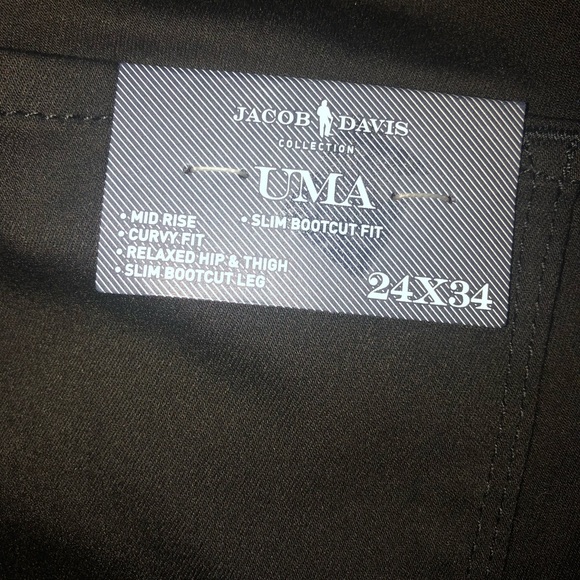 JACOB DAVIS
COLLECTION
UMA
• MID RISE
• SLIM BOOTCUT FIT
• CURVY FIT
• RELAXED HIP & THIGH
• SLIM BOOTCUT LEG
24X34